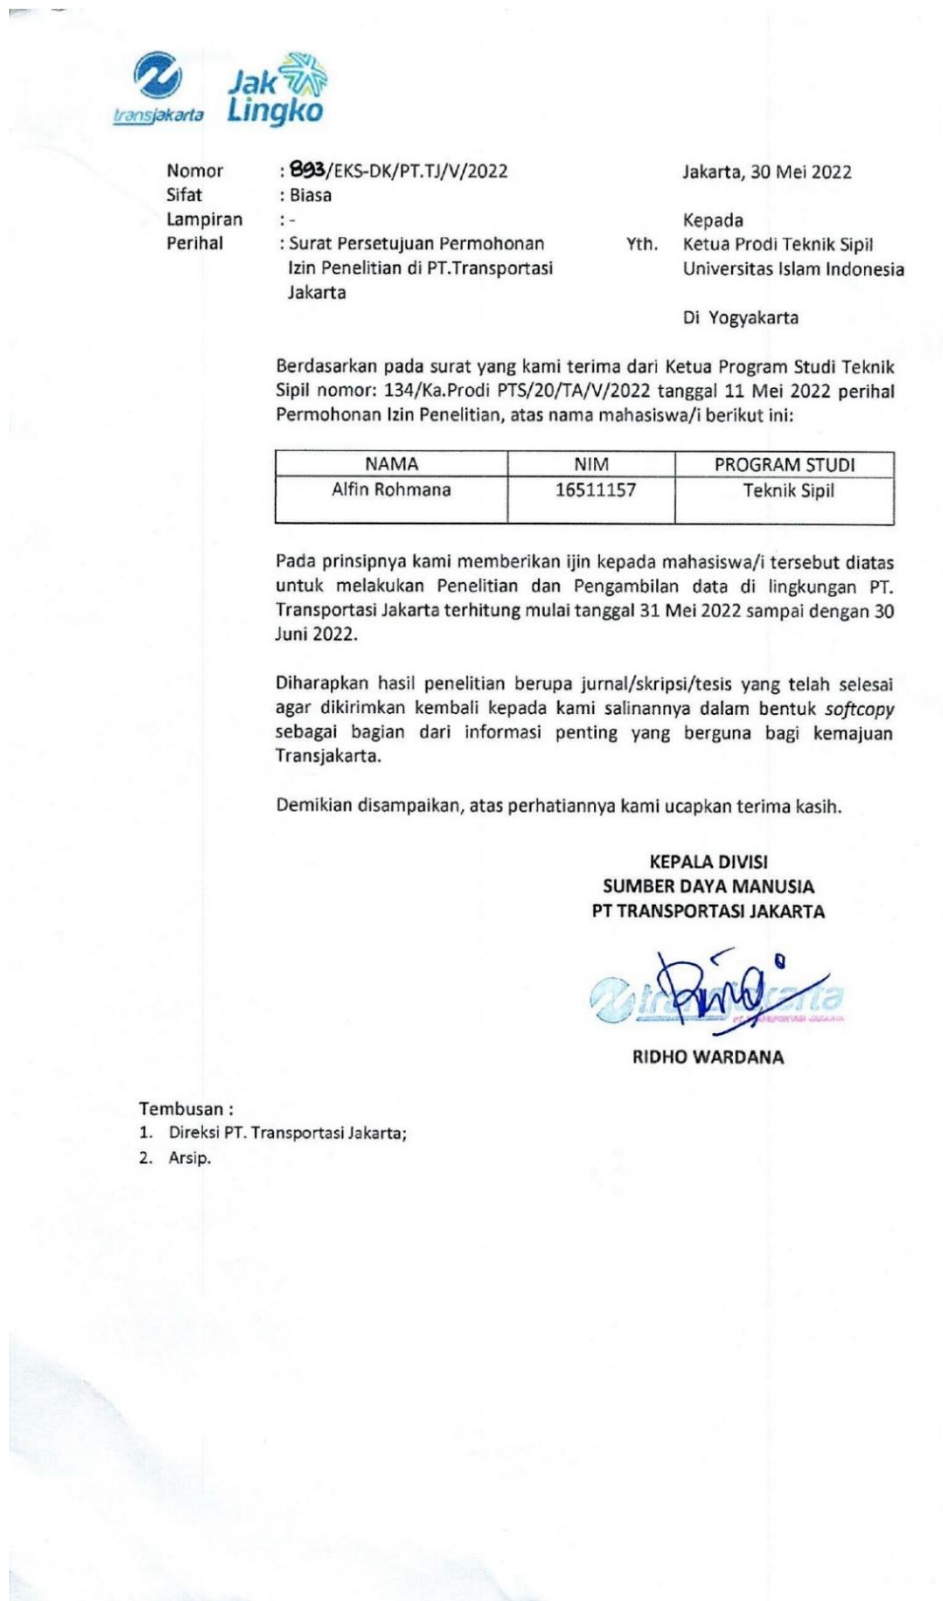 transjakarta
Jak
Lingko
Nomor : 893/EKS-DK/PT.TJ/V/2022
Sifat : Biasa
Lampiran : -
Perihal : Surat Persetujuan Permohonan
Izin Penelitian di PT.Transportasi
Jakarta
Jakarta, 30 Mei 2022
Kepada
Yth. Ketua Prodi Teknik Sipil
Universitas Islam Indonesia
Di Yogyakarta
Berdasarkan pada surat yang kami terima dari Ketua Program Studi Teknik
Sipil nomor: 134/Ka.Prodi PTS/20/TA/V/2022 tanggal 11 Mei 2022 perihal
Permohonan Izin Penelitian, atas nama mahasiswa/i berikut ini:
NAMA NIM PROGRAM STUDI
Alfin Rohmana 16511157 Teknik Sipil
Pada prinsipnya kami memberikan ijin kepada mahasiswa/i tersebut diatas
untuk melakukan Penelitian dan Pengambilan data di lingkungan PT.
Transportasi Jakarta terhitung mulai tanggal 31 Mei 2022 sampai dengan 30
Juni 2022.
Diharapkan hasil penelitian berupa jurnal/skripsi/tesis yang telah selesai
agar dikirimkan kembali kepada kami salinannya dalam bentuk softcopy
sebagai bagian dari informasi penting yang berguna bagi kemajuan
Transjakarta.
Demikian disampaikan, atas perhatiannya kami ucapkan terima kasih.
KEPALA DIVISI
SUMBER DAYA MANUSIA
PT TRANSPORTASI JAKARTA
transjakarta
PT. TRANSPORTASI JAKARTA
RIDHO WARDANA
Tembusan :
1. Direksi PT. Transportasi Jakarta;
2. Arsip.